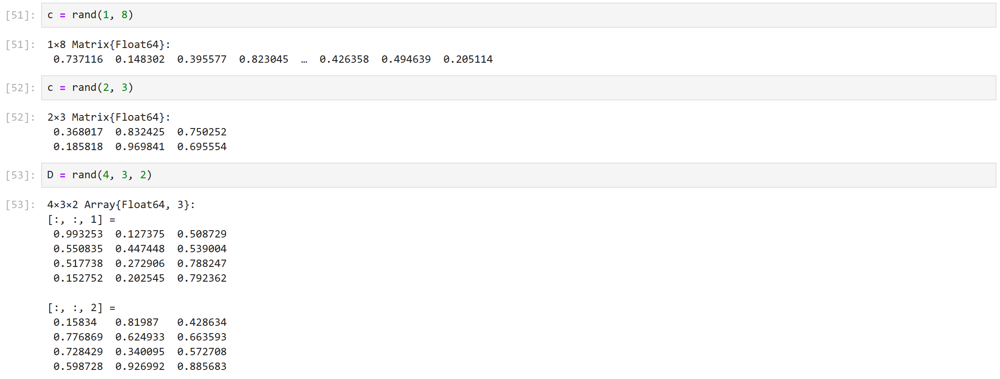 [51]: c = rand(1, 8)
[51]: 1×8 Matrix{Float64}:
0.737116  0.148302  0.395577  0.823045  …  0.426358  0.494639  0.205114
[52]: c = rand(2, 3)
[52]: 2×3 Matrix{Float64}:
0.368017  0.832425  0.750252
0.185818  0.969841  0.695554
[53]: D = rand(4, 3, 2)
[53]: 4×3×2 Array{Float64, 3}:
[:, :, 1] =
0.993253  0.127375  0.508729
0.550835  0.447448  0.539004
0.517738  0.272906  0.788247
0.152752  0.202545  0.792362
[:, :, 2] =
0.15834   0.81987   0.428634
0.776869  0.624933  0.663593
0.728429  0.340095  0.572708
0.598728  0.926992  0.885683